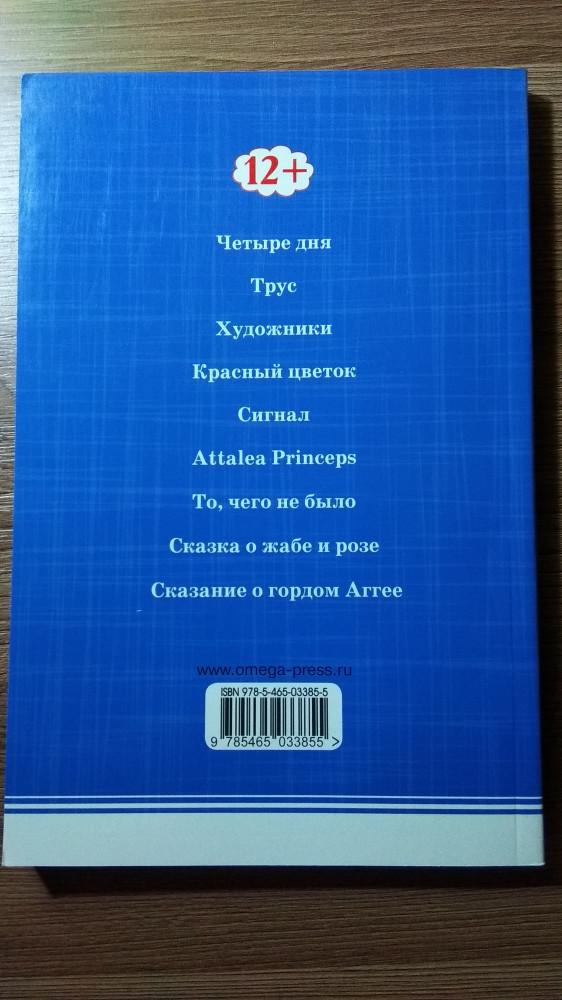 12+
Четыре дня
Трус
Художники
Красный цветок
Сигнал
Attalea Princeps
То, чего не было
Сказка о жабе и розе
Сказание о гордом Аггее
www.omega-press.ru
ISBN 978-5-465-03385-5
9 785465 033855 >